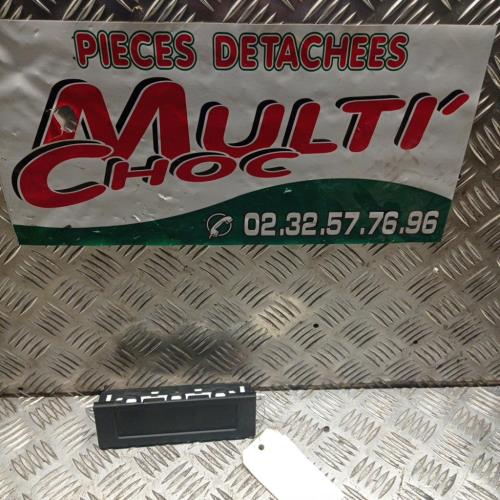 PIECES DETACHEES
MULTI'
CHOC
02.32.57.76.96